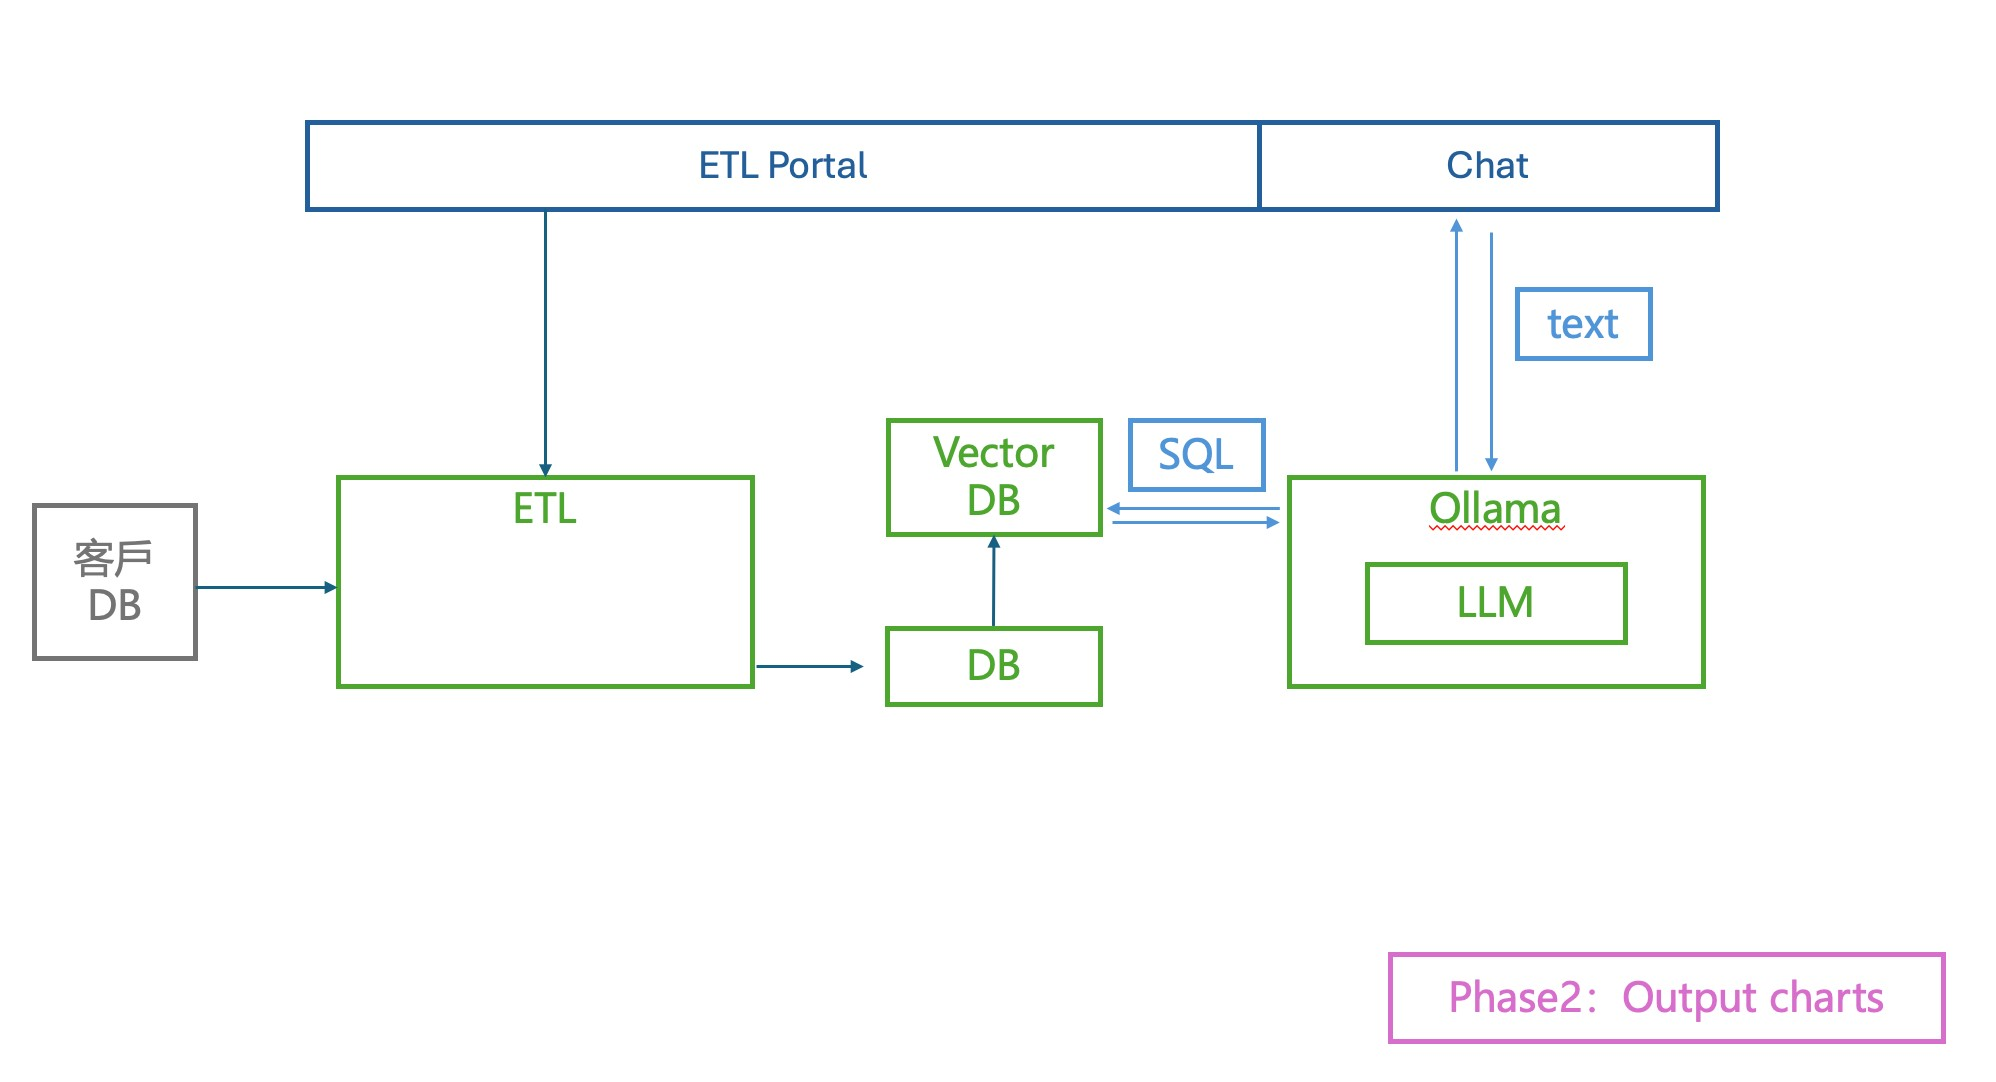 ETL Portal
Chat
text
Vector
DB
SQL
ETL
Ollama
客戶
DB
LLM
DB
Phase2：Output charts